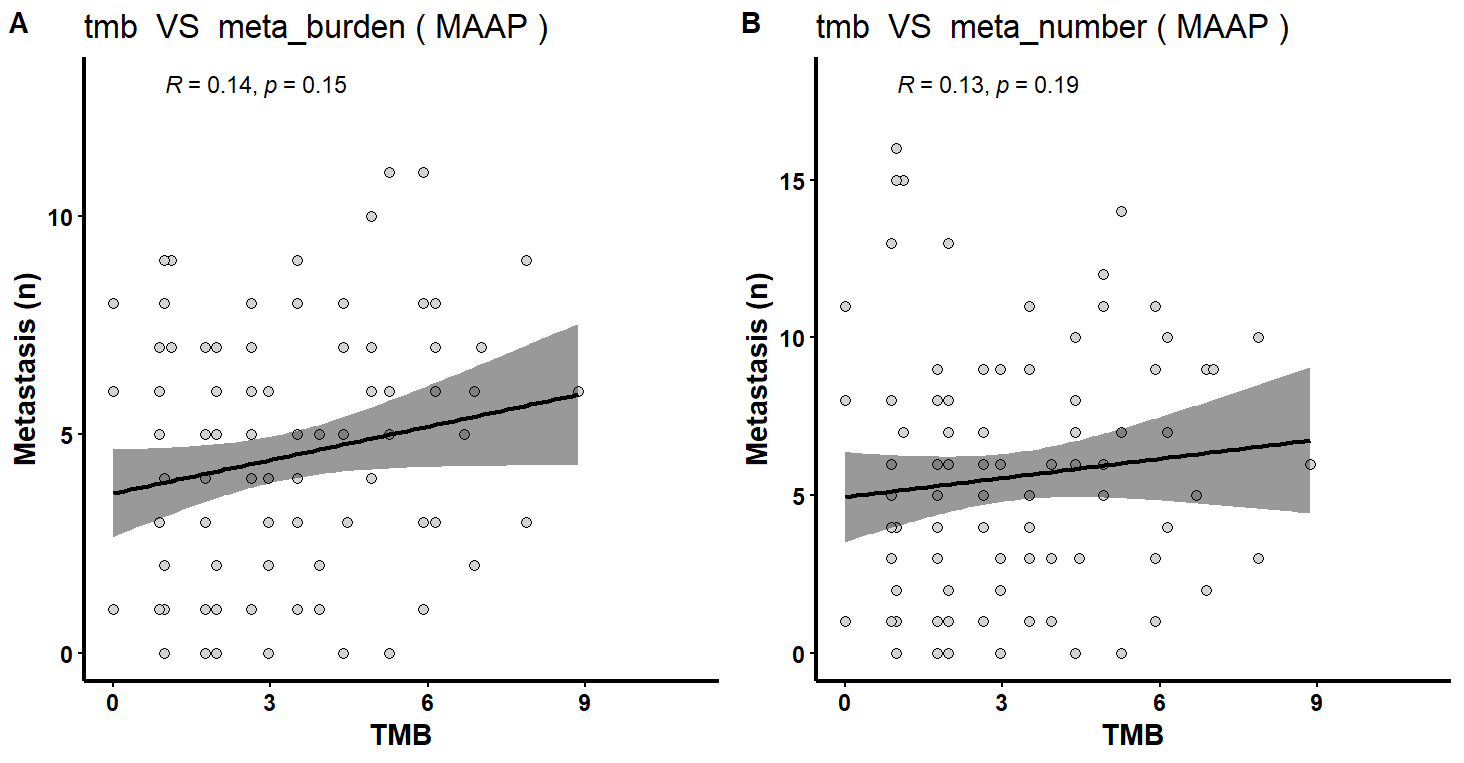 A
tmb VS meta_burden ( MAAP )
R = 0.14, p = 0.15
Metastasis (n)
10
5
0
0 3 6 9
TMB
B
tmb VS meta_number ( MAAP )
R = 0.13, p = 0.19
Metastasis (n)
15
10
5
0
0 3 6 9
TMB